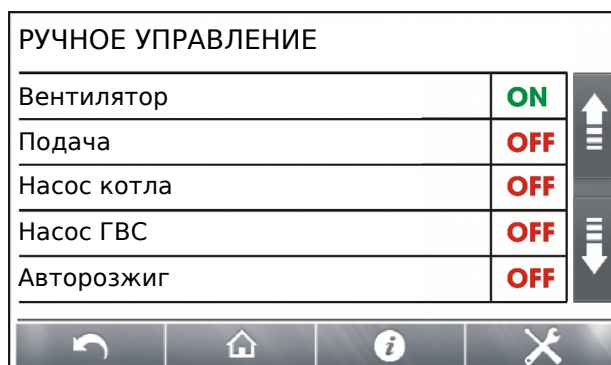 РУЧНОЕ УПРАВЛЕНИЕ
Вентилятор ON
Подача OFF
Насос котла OFF
Насос ГВС OFF
Авторозжиг OFF